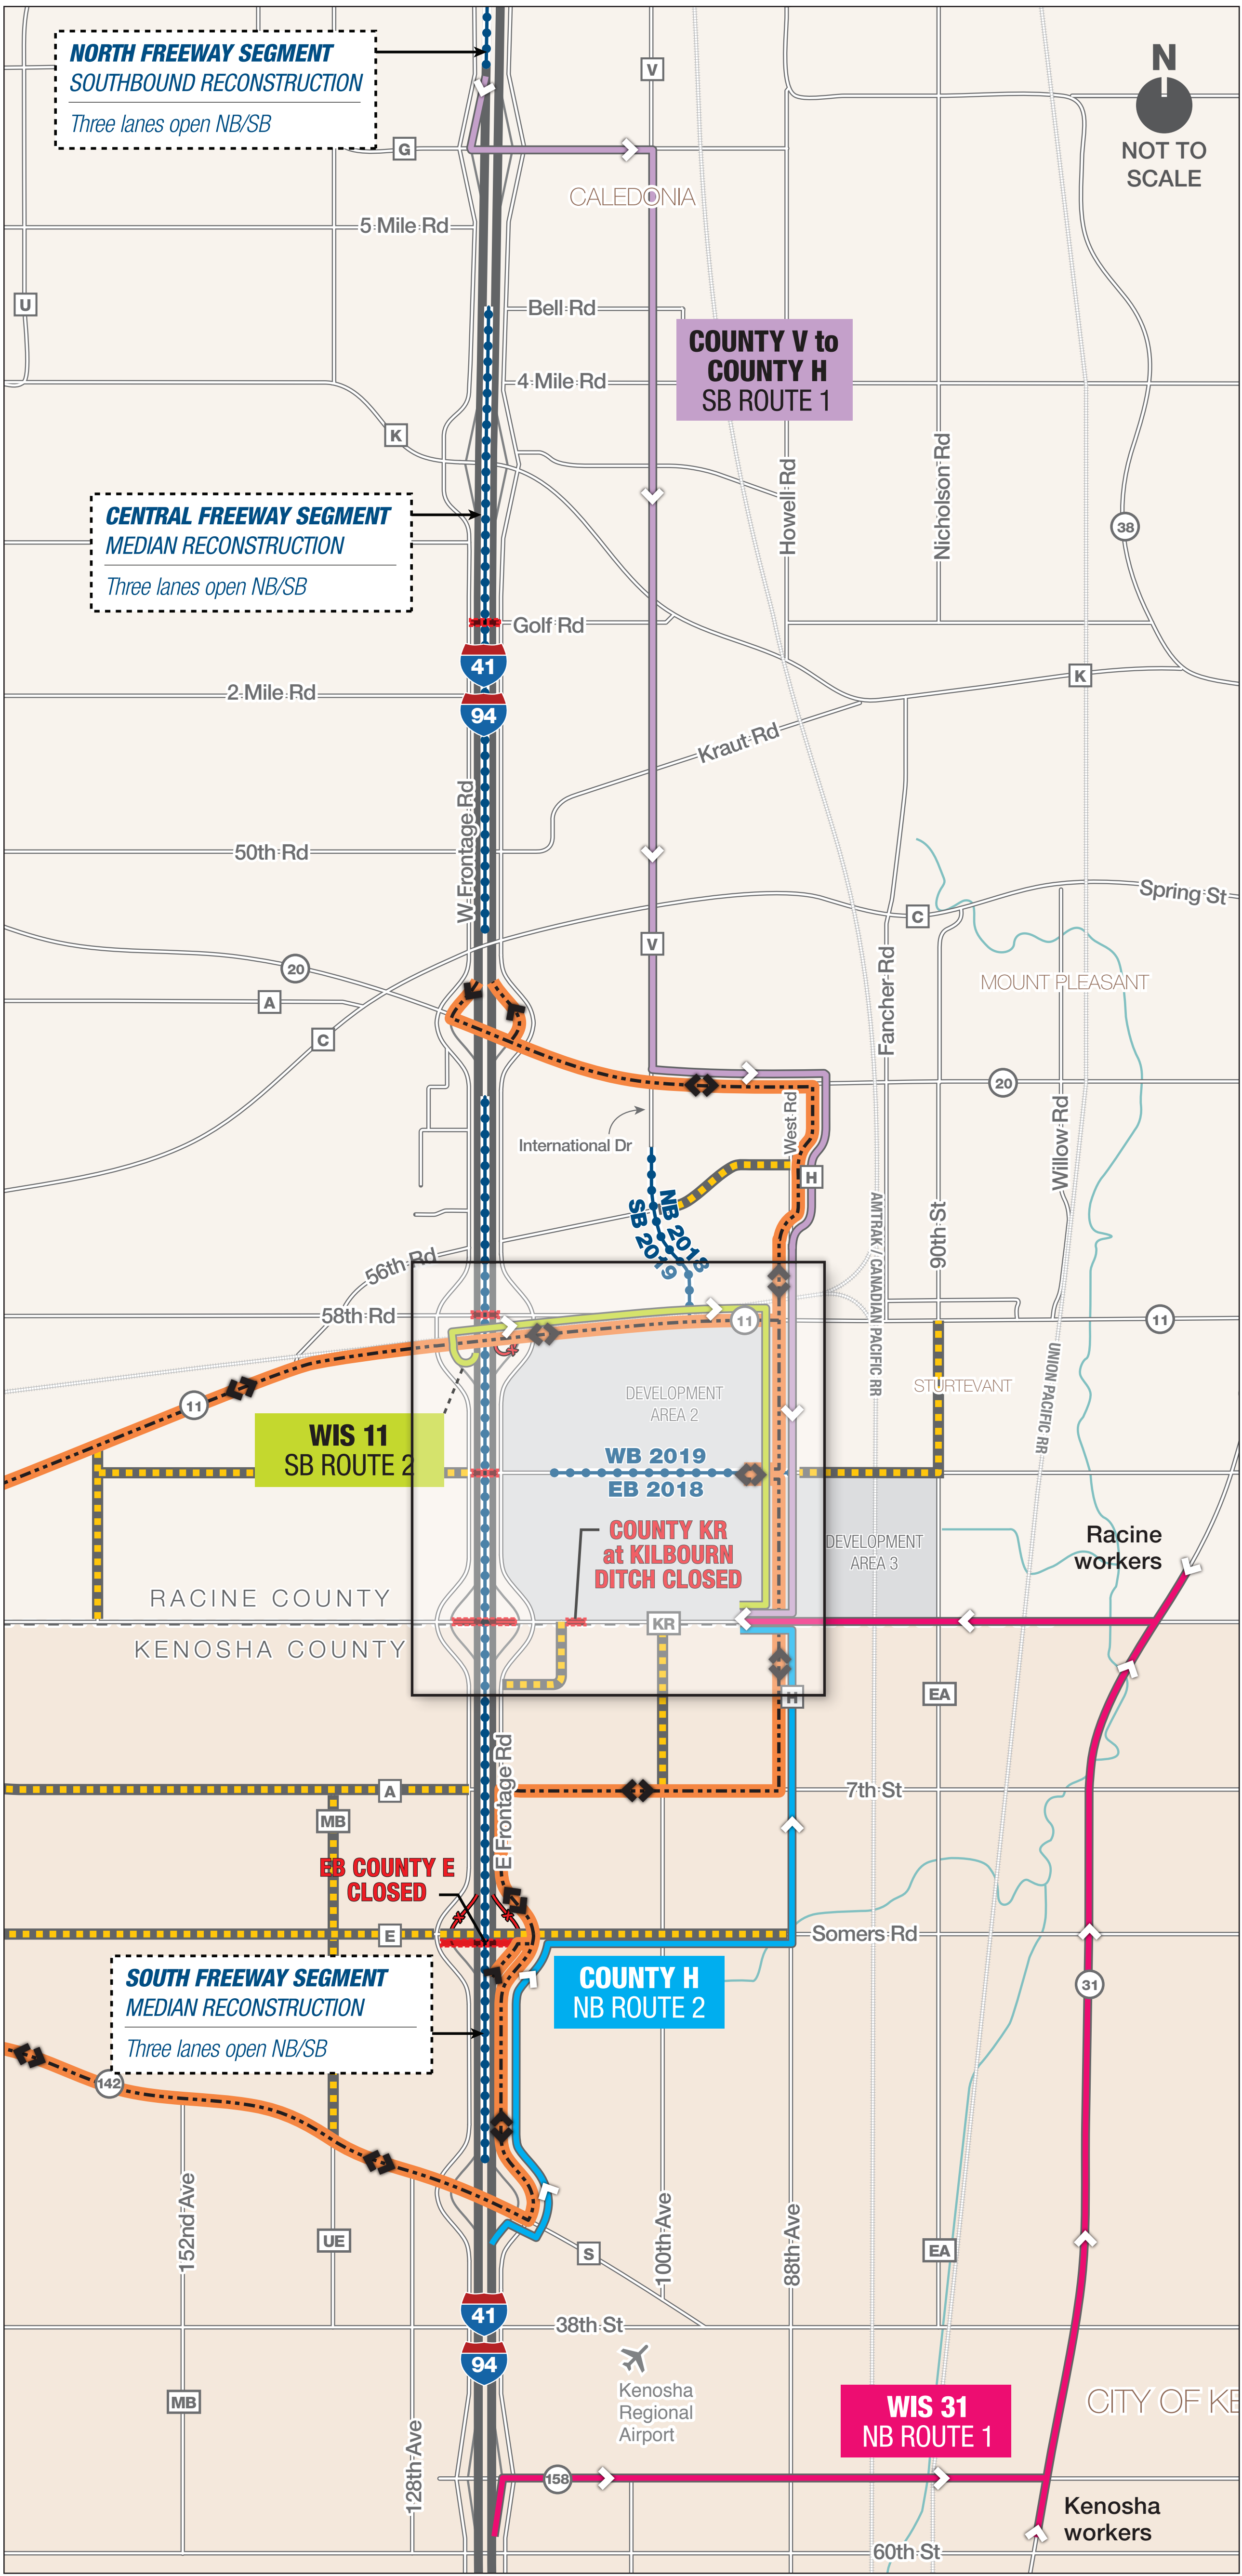 NORTH FREEWAY SEGMENT
SOUTHBOUND RECONSTRUCTION
Three lanes open NB/SB
V
N
NOT TO
SCALE
G
CALEDONIA
5 Mile Rd
U
Bell Rd
COUNTY V to
COUNTY H
SB ROUTE 1
4 Mile Rd
K
Howell Rd
Nicholson Rd
38
CENTRAL FREEWAY SEGMENT
MEDIAN RECONSTRUCTION
Three lanes open NB/SB
Golf Rd
41
K
2 Mile Rd
94
Kraut Rd
W Frontage Rd
50th Rd
Spring St
C
V
20
MOUNT PLEASANT
A
Fancher Rd
C
20
International Dr
West Rd
Willow Rd
H
NB 2018
SB 2019
AMTRAK / CANADIAN PACIFIC RR
90th St
56th Rd
58th Rd
11
11
UNION PACIFIC RR
DEVELOPMENT
AREA 2
STURTEVANT
11
WIS 11
SB ROUTE 2
WB 2019
EB 2018
COUNTY KR
at KILBOURN
DITCH CLOSED
DEVELOPMENT
AREA 3
Racine
workers
RACINE COUNTY
KR
KENOSHA COUNTY
H
EA
E Frontage Rd
A
7th St
MB
EB COUNTY E
CLOSED
E
Somers Rd
SOUTH FREEWAY SEGMENT
MEDIAN RECONSTRUCTION
Three lanes open NB/SB
COUNTY H
NB ROUTE 2
31
142
152nd Ave
UE
S
100th Ave
88th Ave
EA
41
38th St
94
Kenosha
Regional
Airport
MB
WIS 31
NB ROUTE 1
CITY OF KE
128th Ave
158
Kenosha
workers
60th St